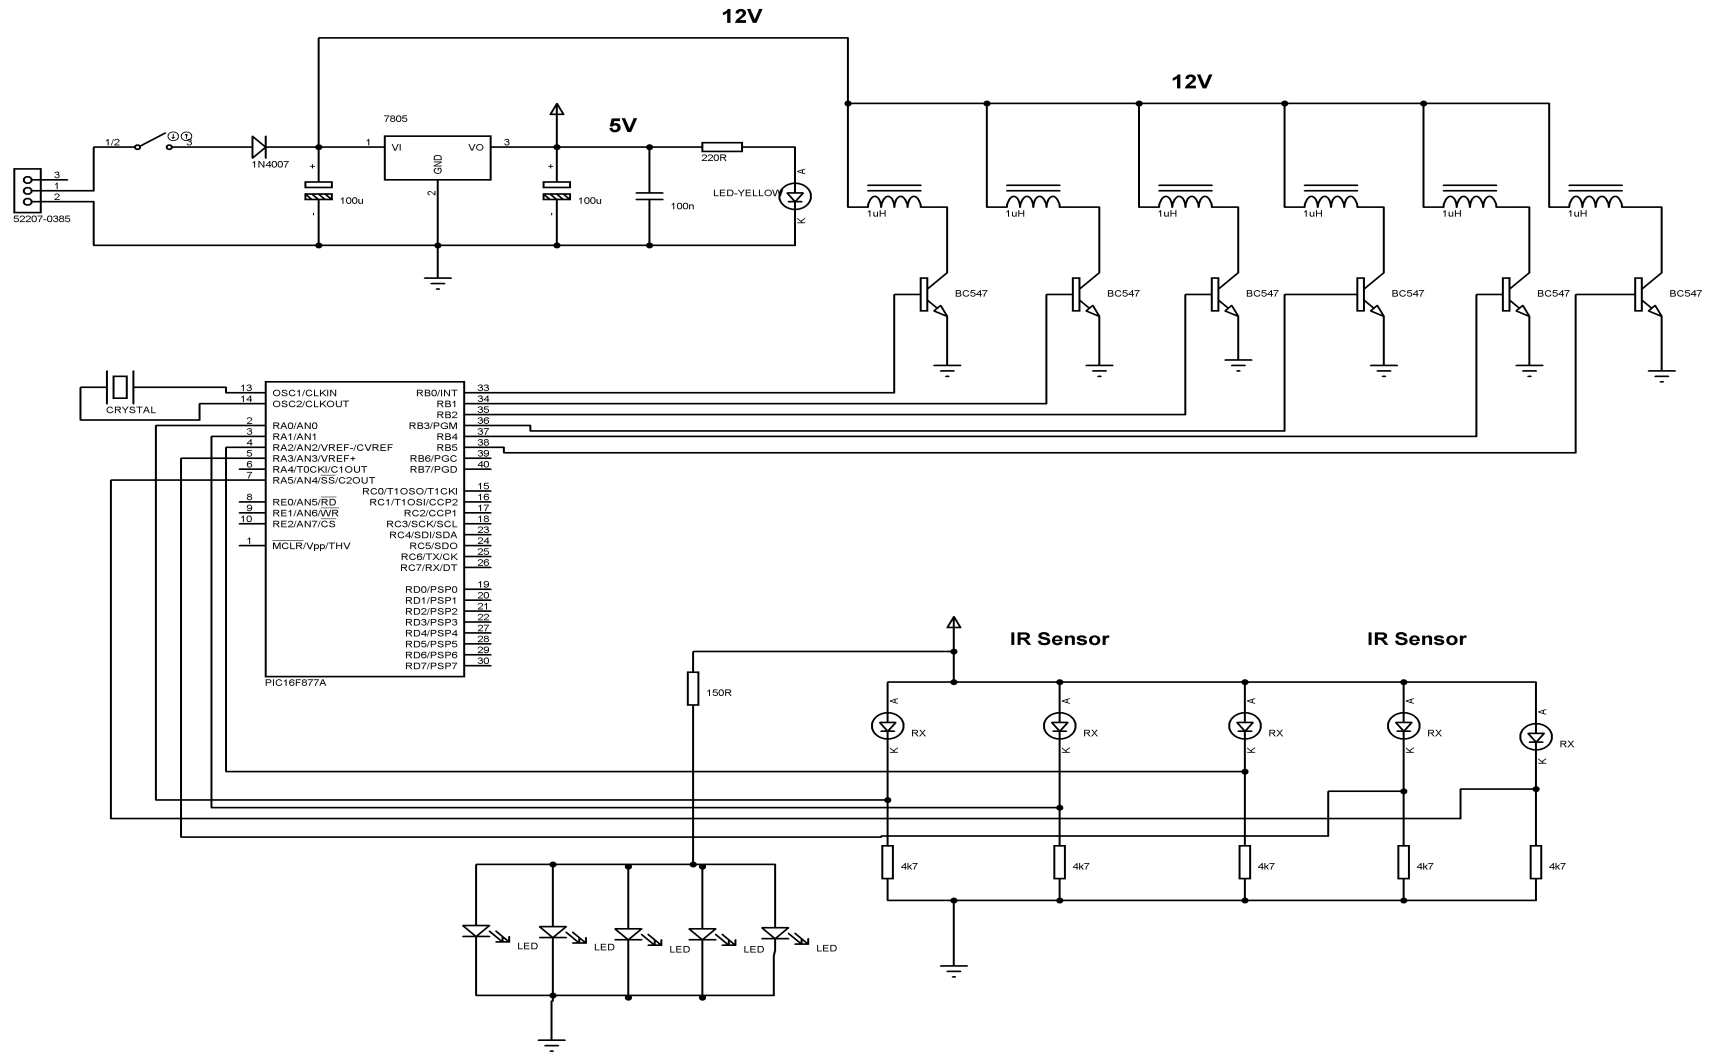 12V
12V
7805
5V
1/2
3
1
VI
VO
3
1N4007
GND
2
220R
A
LED-YELLOW
K
+
-
100u
+
-
100u
100n
3
1
2
52207-0385
1uH
1uH
1uH
1uH
1uH
1uH
BC547
BC547
BC547
BC547
BC547
BC547
CRYSTAL
13 OSC1/CLKIN
14 OSC2/CLKOUT
2 RA0/AN0
3 RA1/AN1
4 RA2/AN2/VREF-/CVREF
5 RA3/AN3/VREF+
6 RA4/T0CKI/C1OUT
7 RA5/AN4/SS/C2OUT
8 RE0/AN5/RD
9 RE1/AN6/WR
10 RE2/AN7/CS
1 MCLR/Vpp/THV
RB0/INT 33
RB1 34
RB2 35
RB3/PGM 36
RB4 37
RB5 38
RB6/PGC 39
RB7/PGD 40
RC0/T1OSO/T1CKI 15
RC1/T1OSI/CCP2 16
RC2/CCP1 17
RC3/SCK/SCL 18
RC4/SDI/SDA 23
RC5/SDO 24
RC6/TX/CK 25
RC7/RX/DT 26
RD0/PSP0 19
RD1/PSP1 20
RD2/PSP2 21
RD3/PSP3 22
RD4/PSP4 27
RD5/PSP5 28
RD6/PSP6 29
RD7/PSP7 30
PIC16F877A
IR Sensor
IR Sensor
150R
A
RX
K
A
RX
K
A
RX
K
A
RX
K
A
RX
K
4k7
4k7
4k7
4k7
4k7
LED
LED
LED
LED
LED